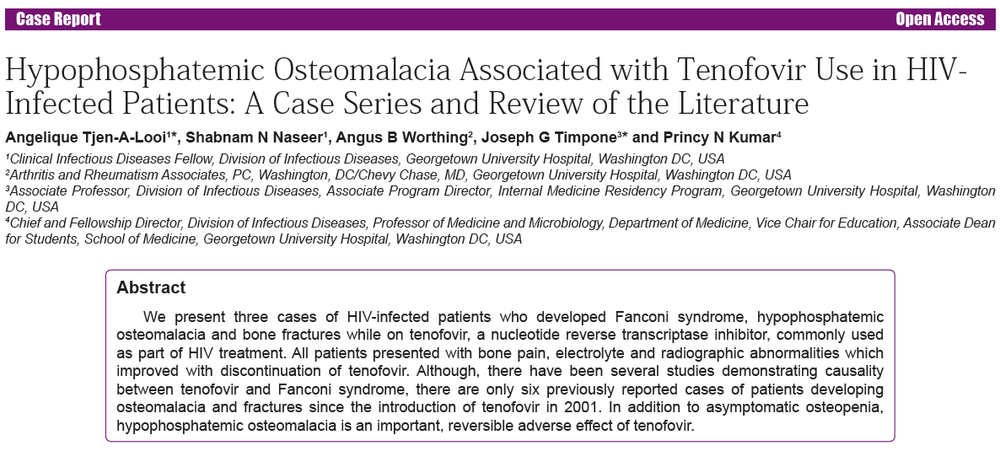 Case Report
Open Access
Hypophosphatemic Osteomalacia Associated with Tenofovir Use in HIV-
Infected Patients: A Case Series and Review of the Literature
Angelique Tjen-A-Looi¹*, Shabnam N Naseer¹, Angus B Worthing², Joseph G Timpone³* and Princy N Kumar⁴
¹Clinical Infectious Diseases Fellow, Division of Infectious Diseases, Georgetown University Hospital, Washington DC, USA
²Arthritis and Rheumatism Associates, PC, Washington, DC/Chevy Chase, MD, Georgetown University Hospital, Washington DC, USA
³Associate Professor, Division of Infectious Diseases, Associate Program Director, Internal Medicine Residency Program, Georgetown University Hospital, Washington
DC, USA
⁴Chief and Fellowship Director, Division of Infectious Diseases, Professor of Medicine and Microbiology, Department of Medicine, Vice Chair for Education, Associate Dean
for Students, School of Medicine, Georgetown University Hospital, Washington DC, USA
Abstract
We present three cases of HIV-infected patients who developed Fanconi syndrome, hypophosphatemic
osteomalacia and bone fractures while on tenofovir, a nucleotide reverse transcriptase inhibitor, commonly used
as part of HIV treatment. All patients presented with bone pain, electrolyte and radiographic abnormalities which
improved with discontinuation of tenofovir. Although, there have been several studies demonstrating causality
between tenofovir and Fanconi syndrome, there are only six previously reported cases of patients developing
osteomalacia and fractures since the introduction of tenofovir in 2001. In addition to asymptomatic osteopenia,
hypophosphatemic osteomalacia is an important, reversible adverse effect of tenofovir.